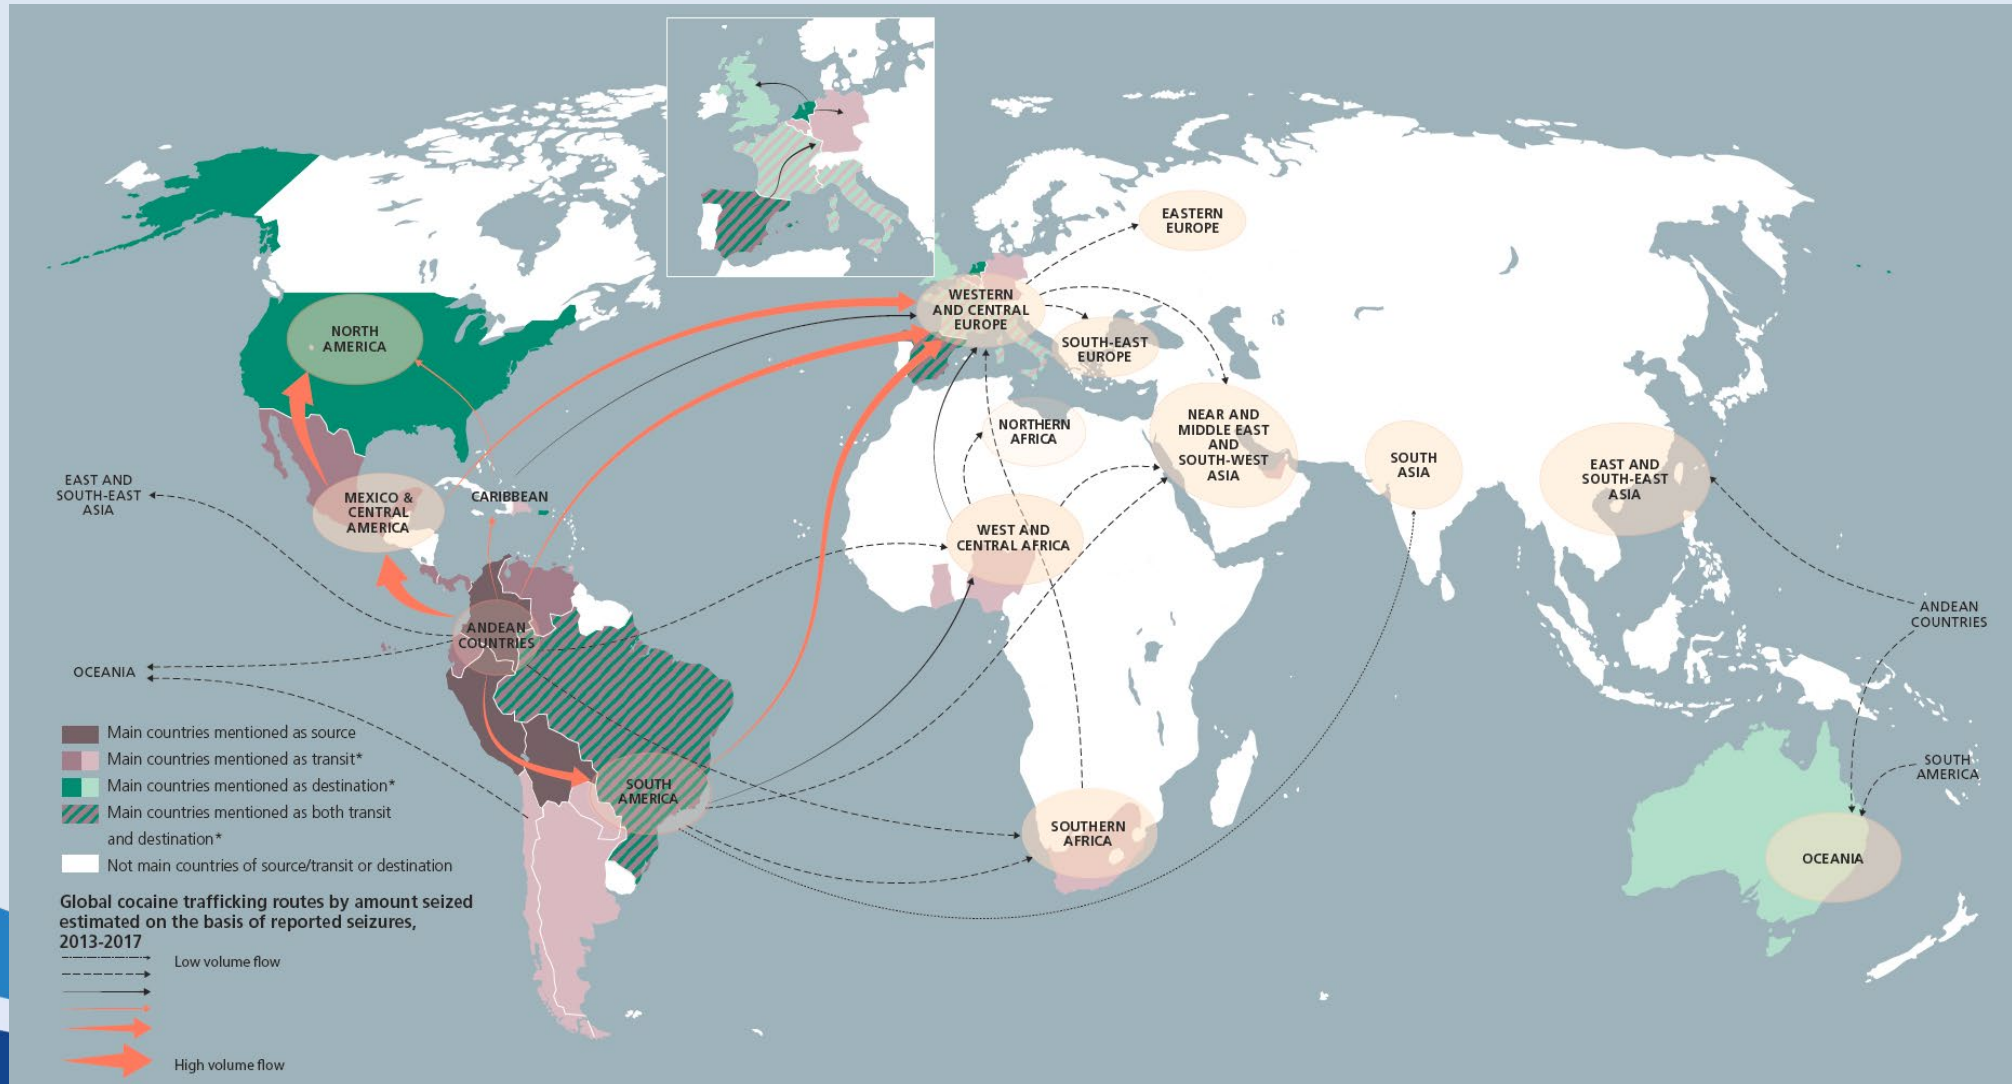 EASTERN
EUROPE
WESTERN
AND CENTRAL
EUROPE
NORTH
AMERICA
SOUTH-EAST
EUROPE
NORTHERN
AFRICA
NEAR AND
MIDDLE EAST
AND
SOUTH-WEST
ASIA
SOUTH
ASIA
EAST AND
SOUTH-EAST
ASIA
EAST AND
SOUTH-EAST
ASIA
MEXICO &
CENTRAL
AMERICA
CARIBBEAN
WEST AND
CENTRAL AFRICA
ANDEAN
COUNTRIES
ANDEAN
COUNTRIES
OCEANIA
SOUTH
AMERICA
SOUTH
AMERICA
SOUTHERN
AFRICA
OCEANIA
Main countries mentioned as source
Main countries mentioned as transit*
Main countries mentioned as destination*
Main countries mentioned as both transit
and destination*
Not main countries of source/transit or destination
Global cocaine trafficking routes by amount seized
estimated on the basis of reported seizures,
2013-2017
Low volume flow
High volume flow